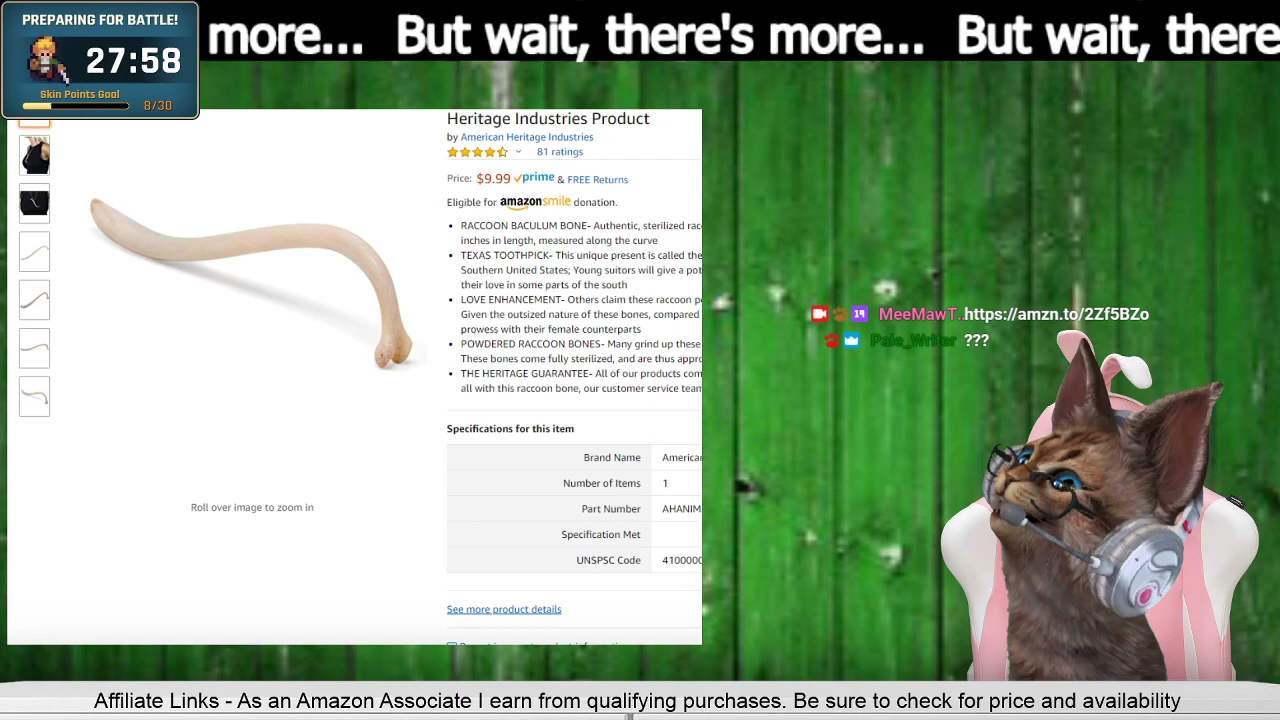 PREPARING FOR BATTLE!
27:58
Skin Points Goal
8/30
more... But wait, there's more... But wait, there
Heritage Industries Product
by American Heritage Industries
81 ratings
Price: $9.99 prime & FREE Returns
Eligible for amazonsmile donation.
RACCOON BACULUM BONE- Authentic, sterilized rac
inches in length, measured along the curve
TEXAS TOOTHPICK- This unique present is called the
Southern United States; Young suitors will give a pot
their love in some parts of the south
LOVE ENHANCEMENT- Others claim these raccoon pe
Given the outsized nature of these bones, compared
prowess with their female counterparts
POWDERED RACCOON BONES- Many grind up these
These bones come fully sterilized, and are thus appro
THE HERITAGE GUARANTEE- All of our products com
all with this raccoon bone, our customer service team
Specifications for this item
Brand Name American
Number of Items 1
Part Number AHANIM
Specification Met
UNSPSC Code 4100000
See more product details
Roll over image to zoom in
19 MeeMawT..https://amzn.to/2Zf5BZo
Pale_Writer ???
Affiliate Links - As an Amazon Associate I earn from qualifying purchases. Be sure to check for price and availability